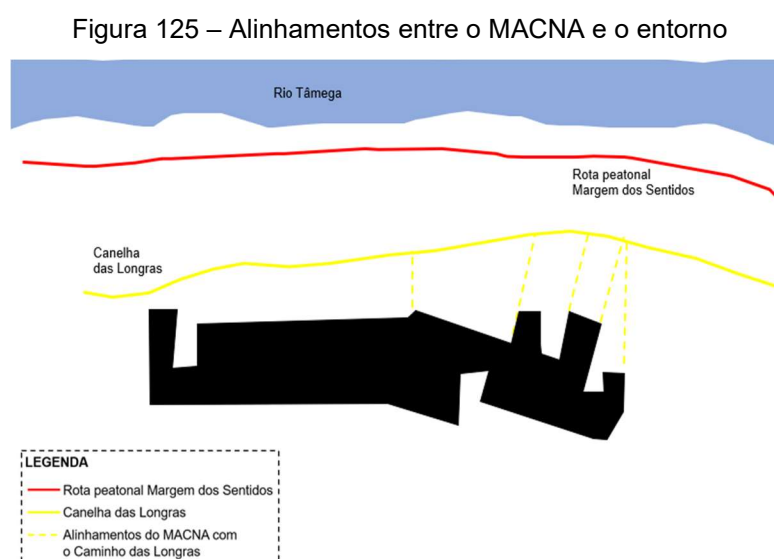 Figura 125 – Alinhamentos entre o MACNA e o entorno
Rio Tâmega
Rota peatonal
Margem dos Sentidos
Canelha
das Longras
LEGENDA
Rota peatonal Margem dos Sentidos
Canelha das Longras
Alinhamentos do MACNA com
o Caminho das Longras